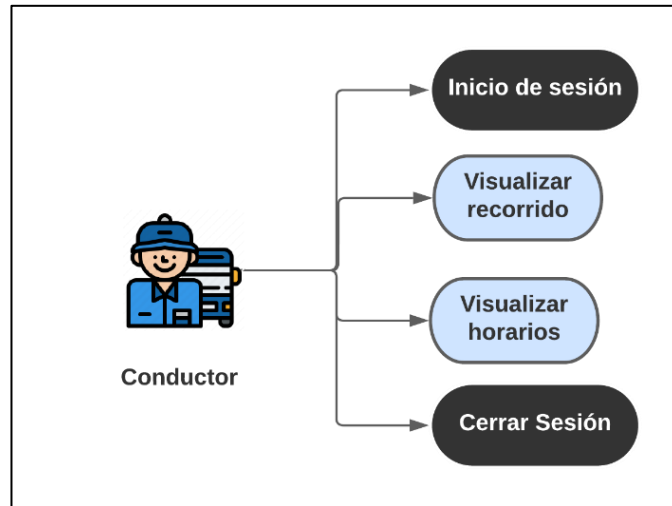 Inicio de sesión
Visualizar
recorrido
Visualizar
horarios
Conductor
Cerrar Sesión